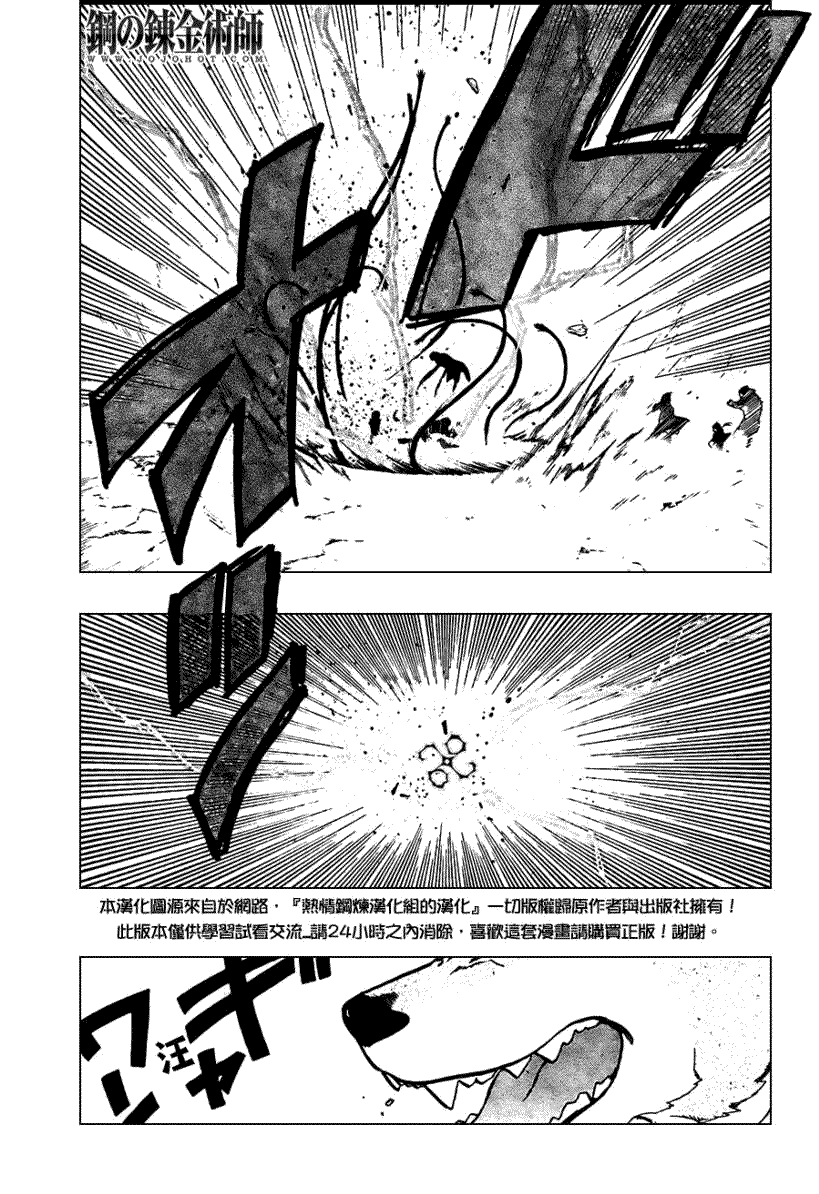 鋼の錬金術師
WWW.JOJOHOT.COM
ドオ
ッ
本漢化圖源來自於網路，『熱情鋼煉漢化組的漢化』一切版權歸原作者與出版社擁有！
此版本僅供學習試看交流…請24小時之內消除，喜歡這套漫畫請購買正版！謝謝。
ギャ
ワン
汪